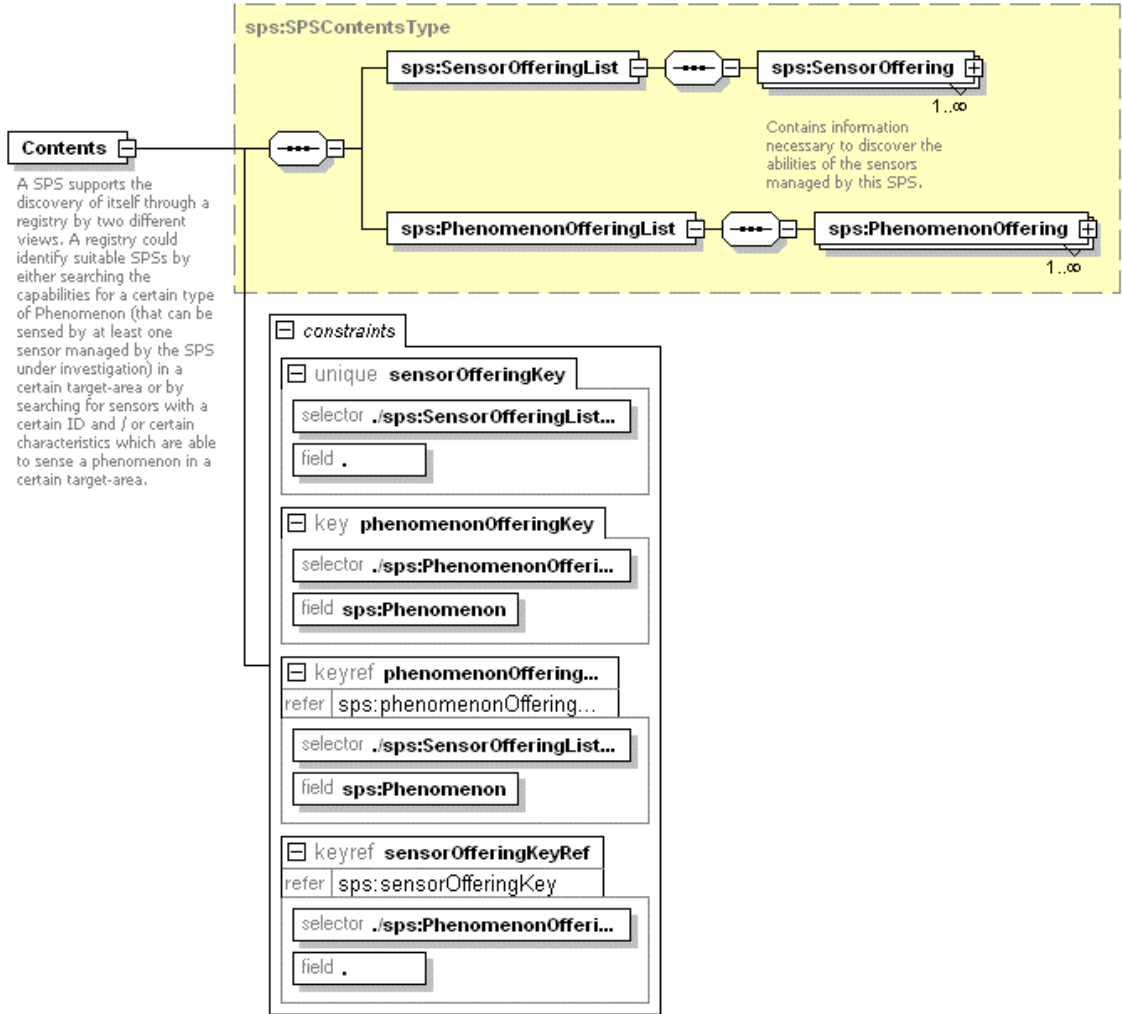 sps:SPSContentsType
sps:SensorOfferingList
sps:SensorOffering
1..∞
Contains information
necessary to discover the
abilities of the sensors
managed by this SPS.
Contents
A SPS supports the
discovery of itself through a
registry by two different
views. A registry could
identify suitable SPSs by
either searching the
capabilities for a certain type
of Phenomenon (that can be
sensed by at least one
sensor managed by the SPS
under investigation) in a
certain target-area or by
searching for sensors with a
certain ID and / or certain
characteristics which are able
to sense a phenomenon in a
certain target-area.
sps:PhenomenonOfferingList
sps:PhenomenonOffering
1..∞
constraints
unique sensorOfferingKey
selector ./sps:SensorOfferingList...
field .
key phenomenonOfferingKey
selector ./sps:PhenomenonOfferi...
field sps:Phenomenon
keyref phenomenonOffering...
refer sps:phenomenonOffering...
selector ./sps:SensorOfferingList...
field sps:Phenomenon
keyref sensorOfferingKeyRef
refer sps:sensorOfferingKey
selector ./sps:PhenomenonOfferi...
field .